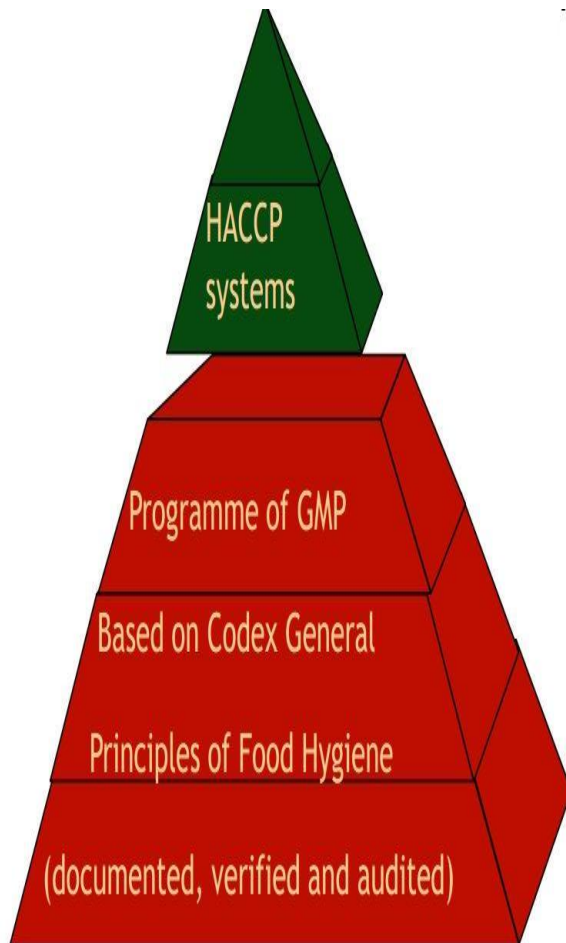 HACCP
systems
Programme of GMP
Based on Codex General
Principles of Food Hygiene
(documented, verified and audited)